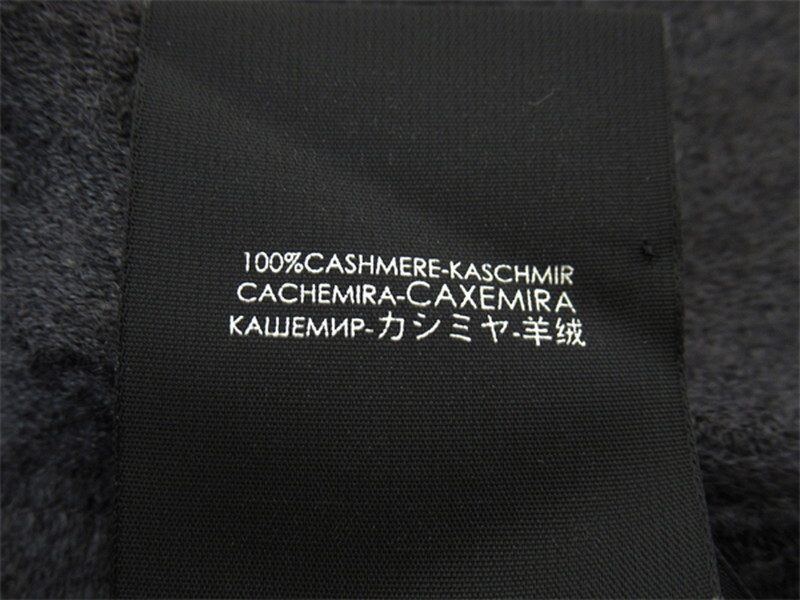 100%CASHMERE-KASCHMIR
CACHEMIRA-CAXEMIRA
КАШЕМИР-カシミヤ-羊绒